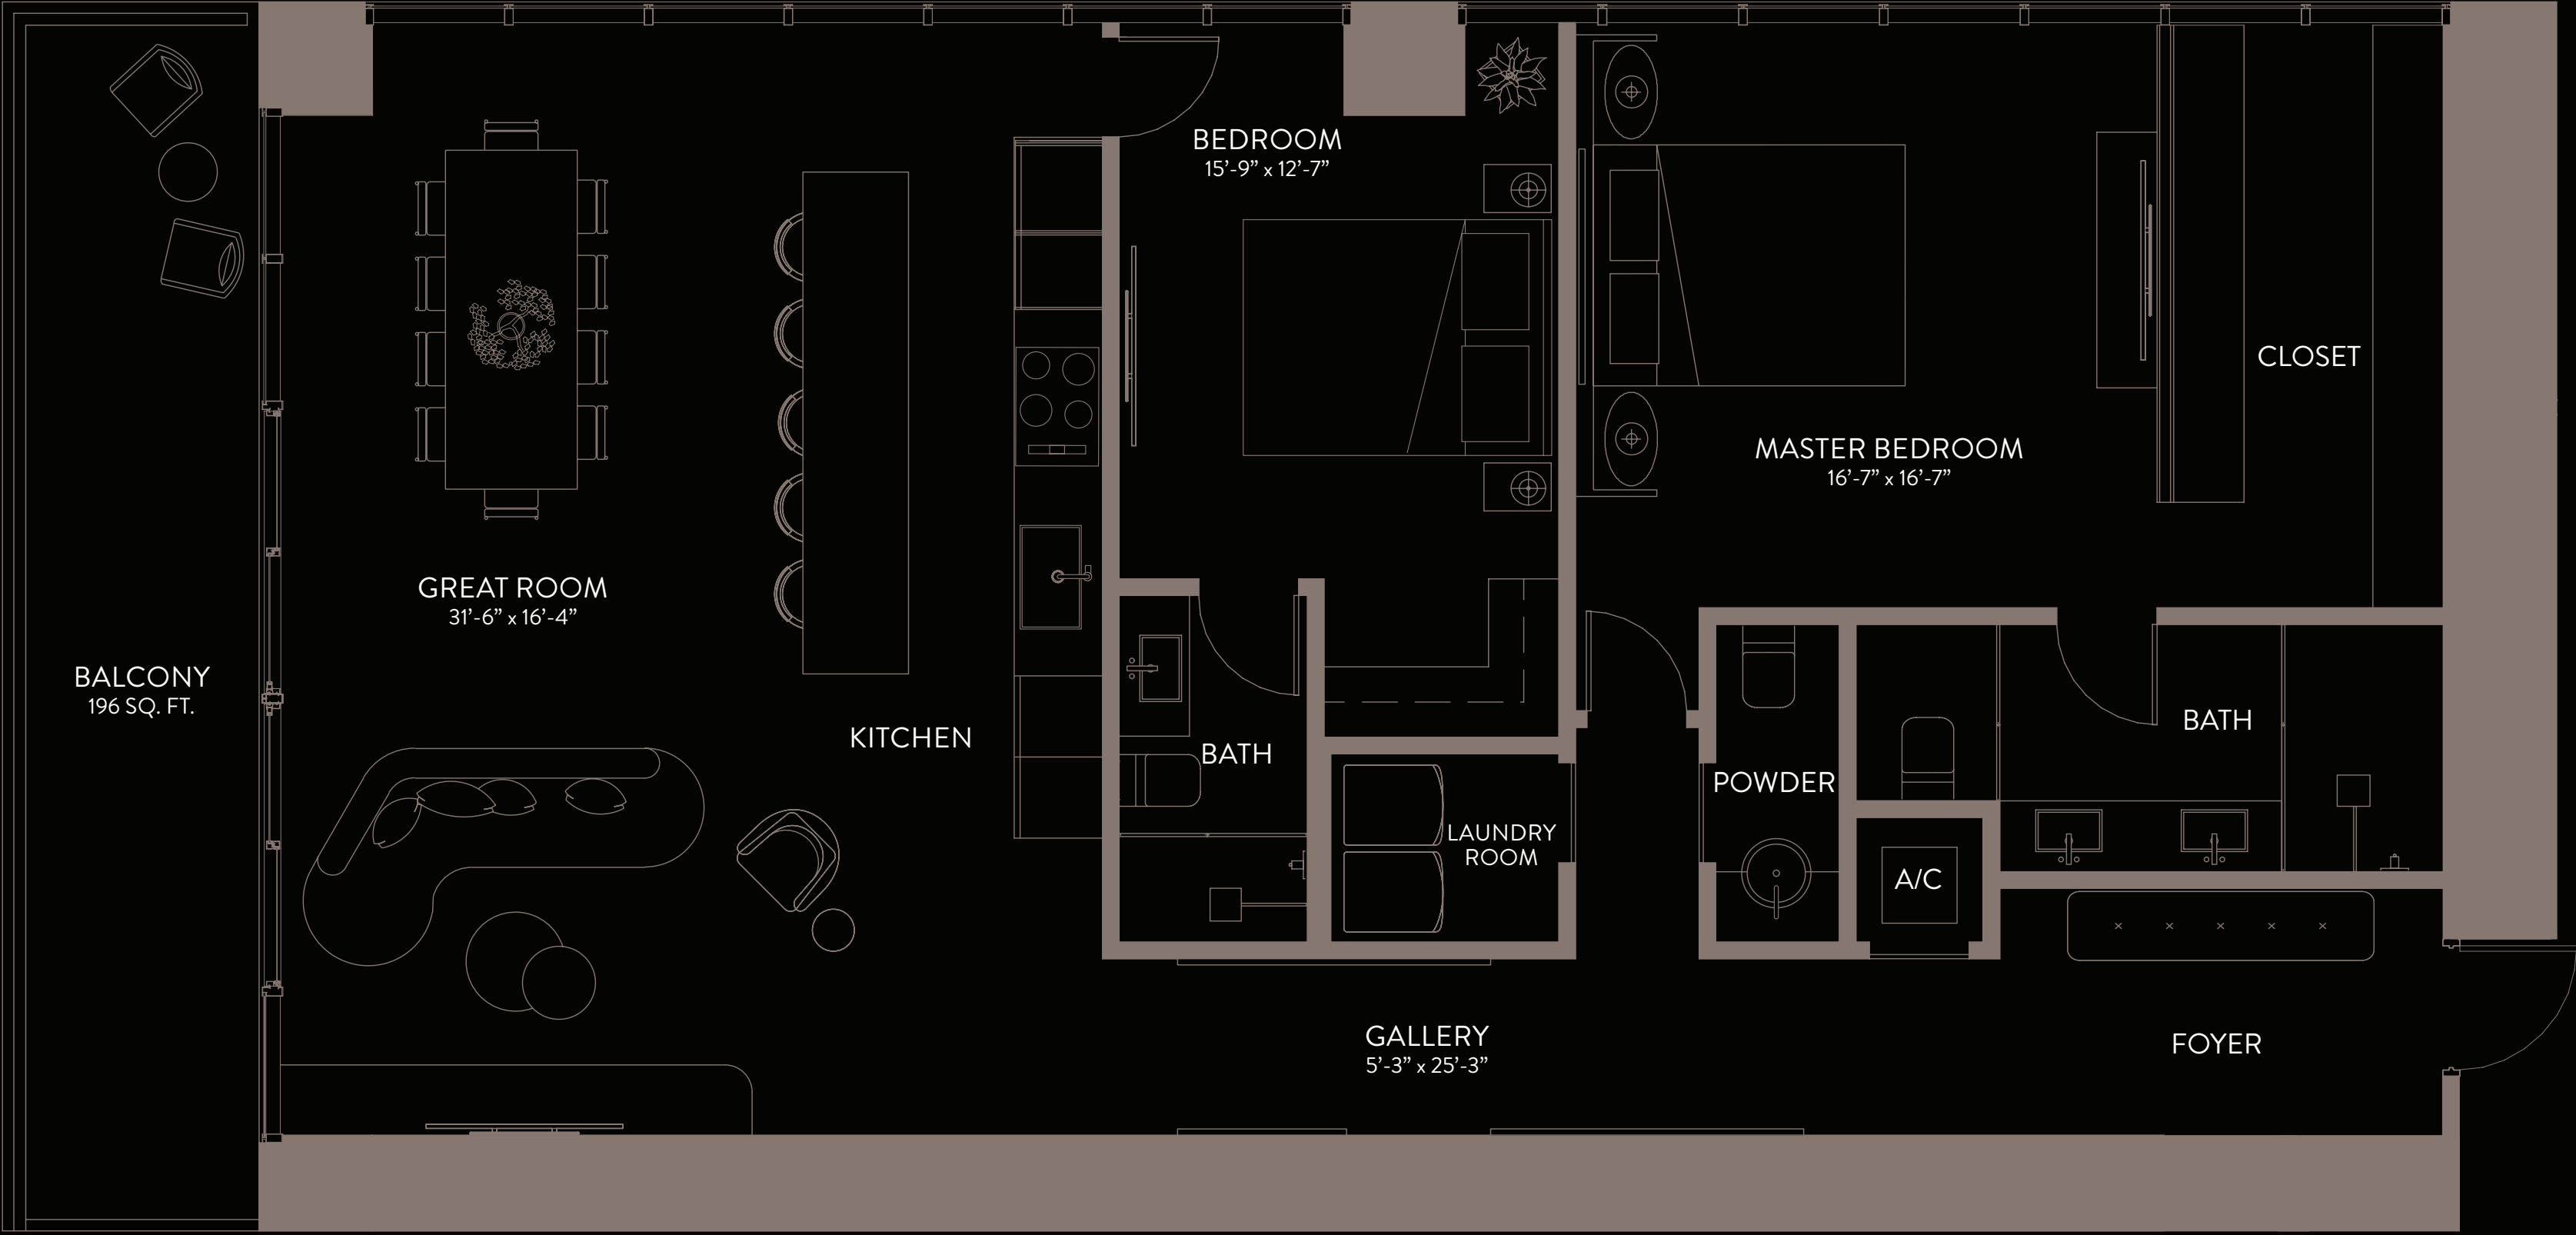 BEDROOM
15’-9” x 12’-7”
CLOSET
MASTER BEDROOM
16’-7” x 16’-7”
GREAT ROOM
31’-6” x 16’-4”
BALCONY
196 SQ. FT.
KITCHEN
BATH
POWDER
BATH
LAUNDRY
ROOM
A/C
GALLERY
5’-3” x 25’-3”
FOYER